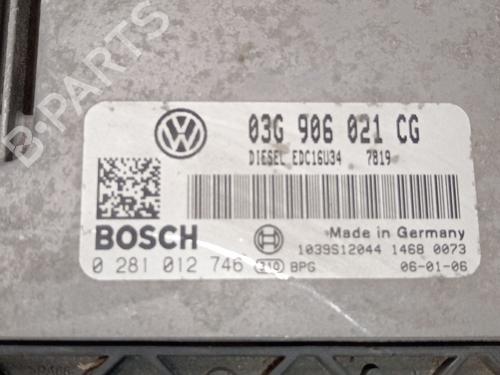 03G 906 021 CG
DIESEL EDC16U34 7819
BOSCH
Made in Germany
1039S12044 1468 0073
0 281 012 746 310 BPG 06-01-06
B-PARTS